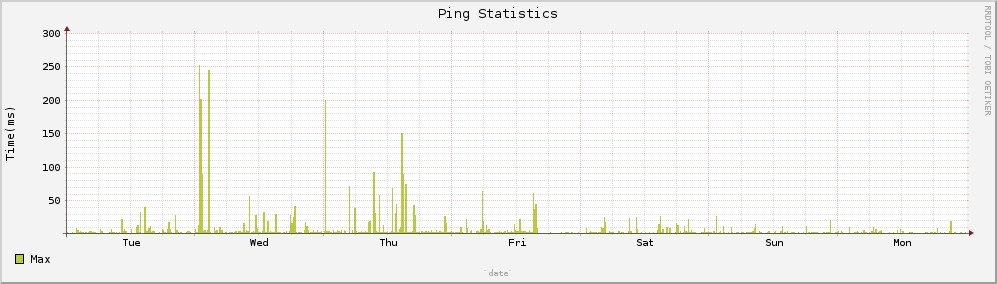 Ping Statistics
RRDTOOL / TOBI OETIKER
Time(ms)
300
250
200
150
100
50
Tue Wed Thu Fri Sat Sun Mon
Max
`date`